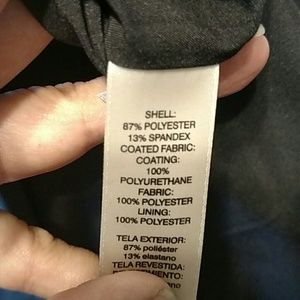 SHELL:
87% POLYESTER
13% SPANDEX
COATED FABRIC:
COATING:
100%
POLYURETHANE
FABRIC:
100% POLYESTER
LINING:
100% POLYESTER
TELA EXTERIOR:
87% poliéster
13% elastano
TELA REVESTIDA: